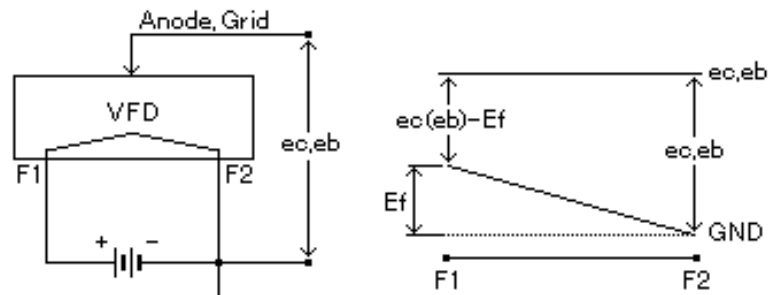 Anode, Grid
VFD
ec,eb
F1
F2
+
−
ec,eb
ec(eb)-Ef
ec,eb
Ef
GND
F1
F2